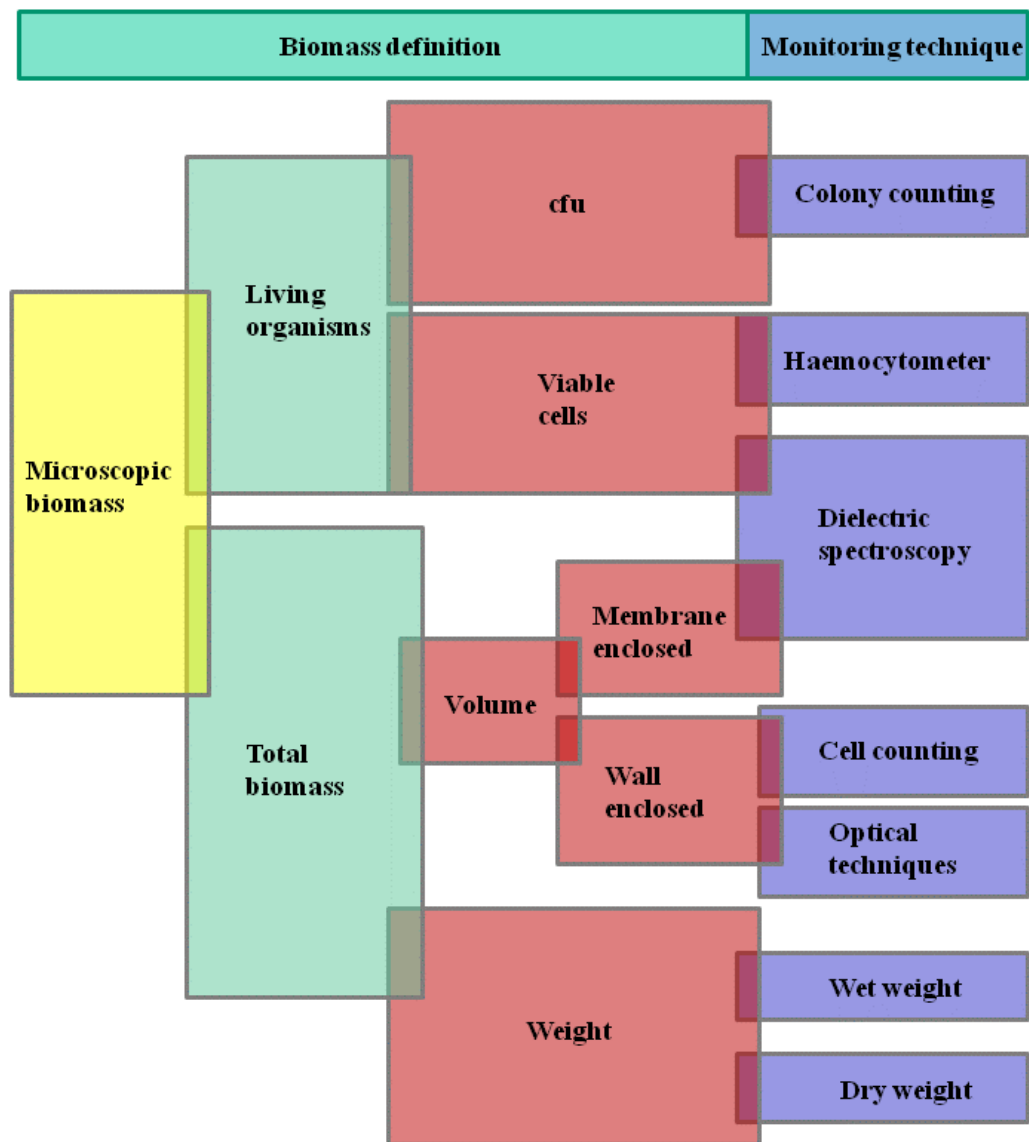 Biomass definition
Monitoring technique
cfu
Colony counting
Living
organisms
Haemocytometer
Viable
cells
Microscopic
biomass
Dielectric
spectroscopy
Membrane
enclosed
Volume
Total
biomass
Wall
enclosed
Cell counting
Optical
techniques
Weight
Wet weight
Dry weight